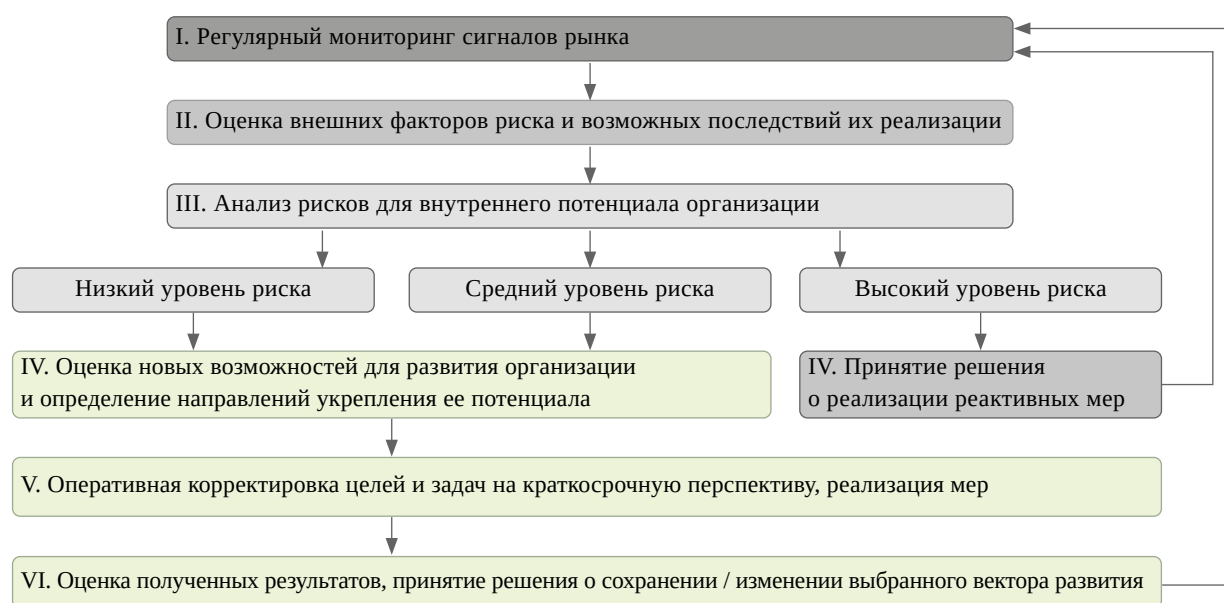 I. Регулярный мониторинг сигналов рынка
II. Оценка внешних факторов риска и возможных последствий их реализации
III. Анализ рисков для внутреннего потенциала организации
Низкий уровень риска
Средний уровень риска
Высокий уровень риска
IV. Оценка новых возможностей для развития организации
и определение направлений укрепления ее потенциала
IV. Принятие решения
о реализации реактивных мер
V. Оперативная корректировка целей и задач на краткосрочную перспективу, реализация мер
VI. Оценка полученных результатов, принятие решения о сохранении / изменении выбранного вектора развития